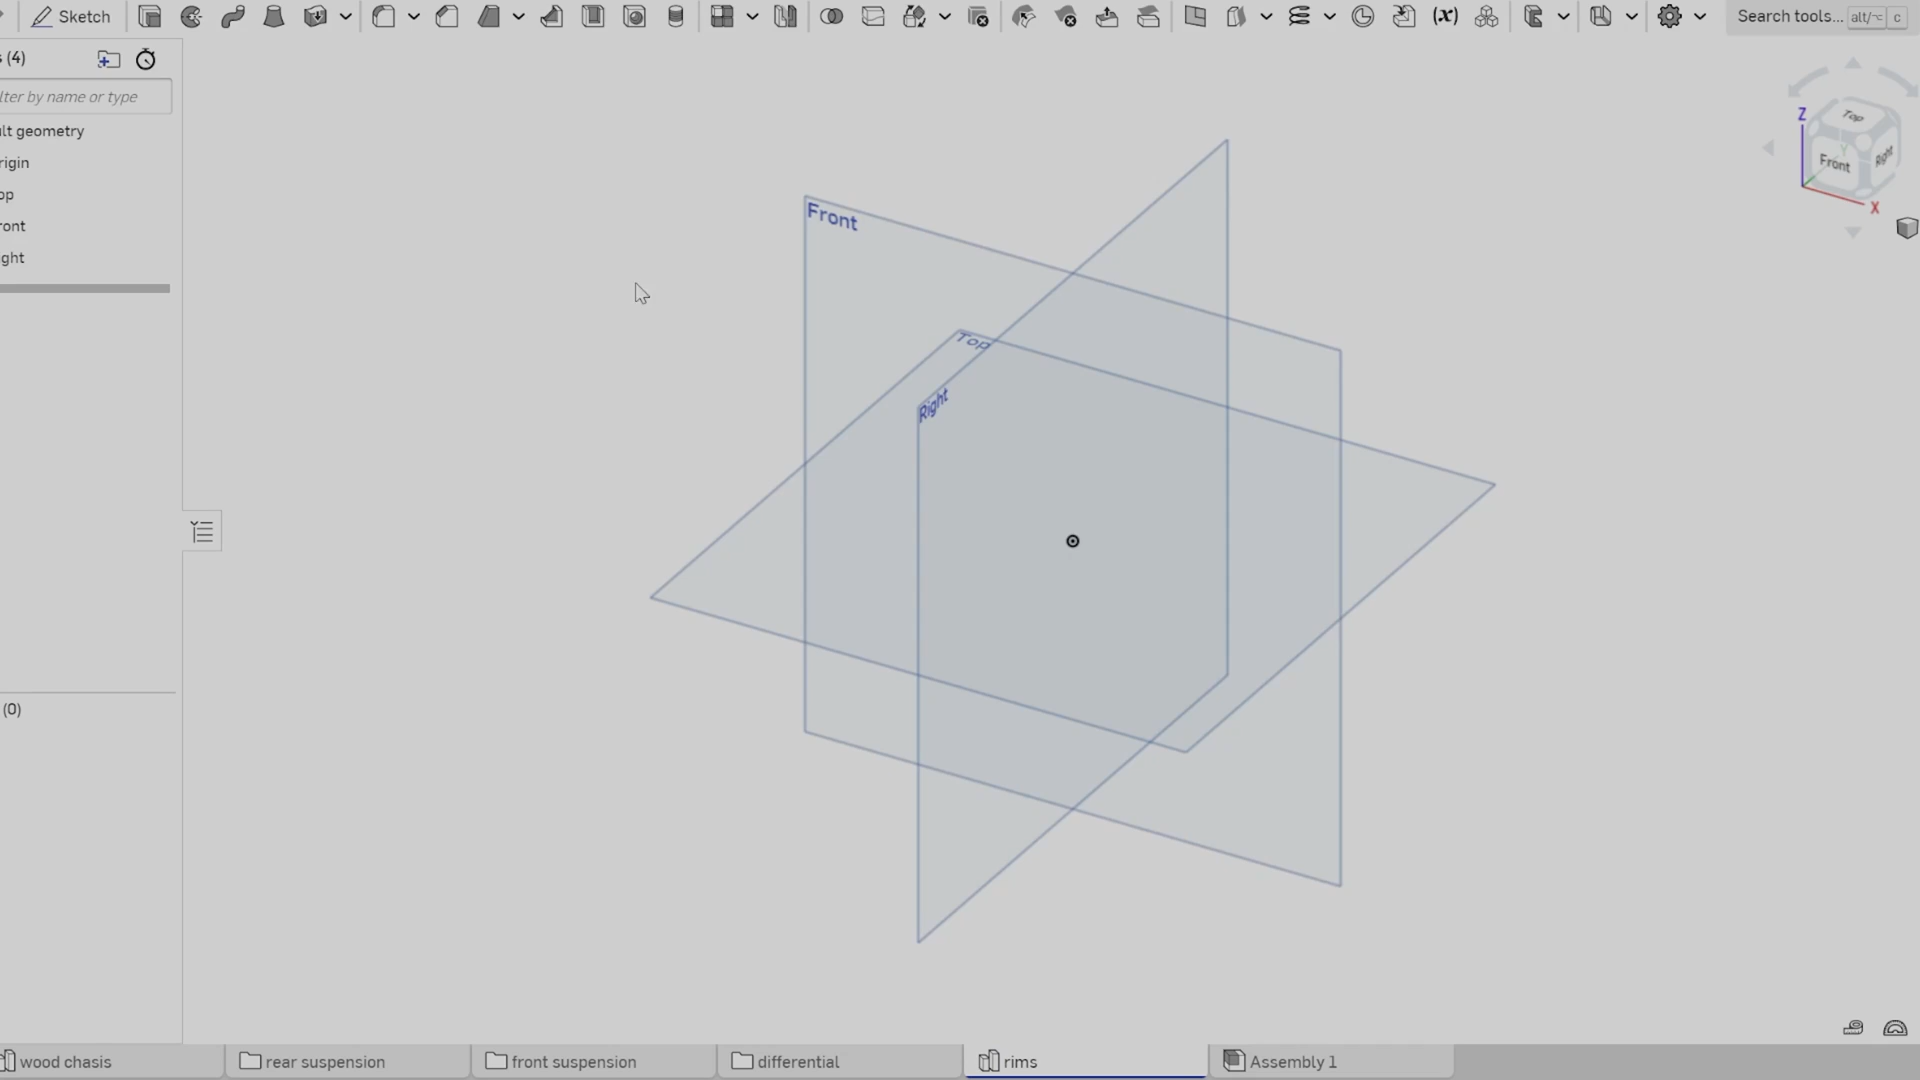 Sketch
(x)
Search tools... alt/⌥ c
s (4)
lter by name or type
ult geometry
rigin
op
ront
ght
(0)
Front
Top
Right
Z
Top
Y
Front
Right
X
wood chasis
rear suspension
front suspension
differential
rims
Assembly 1